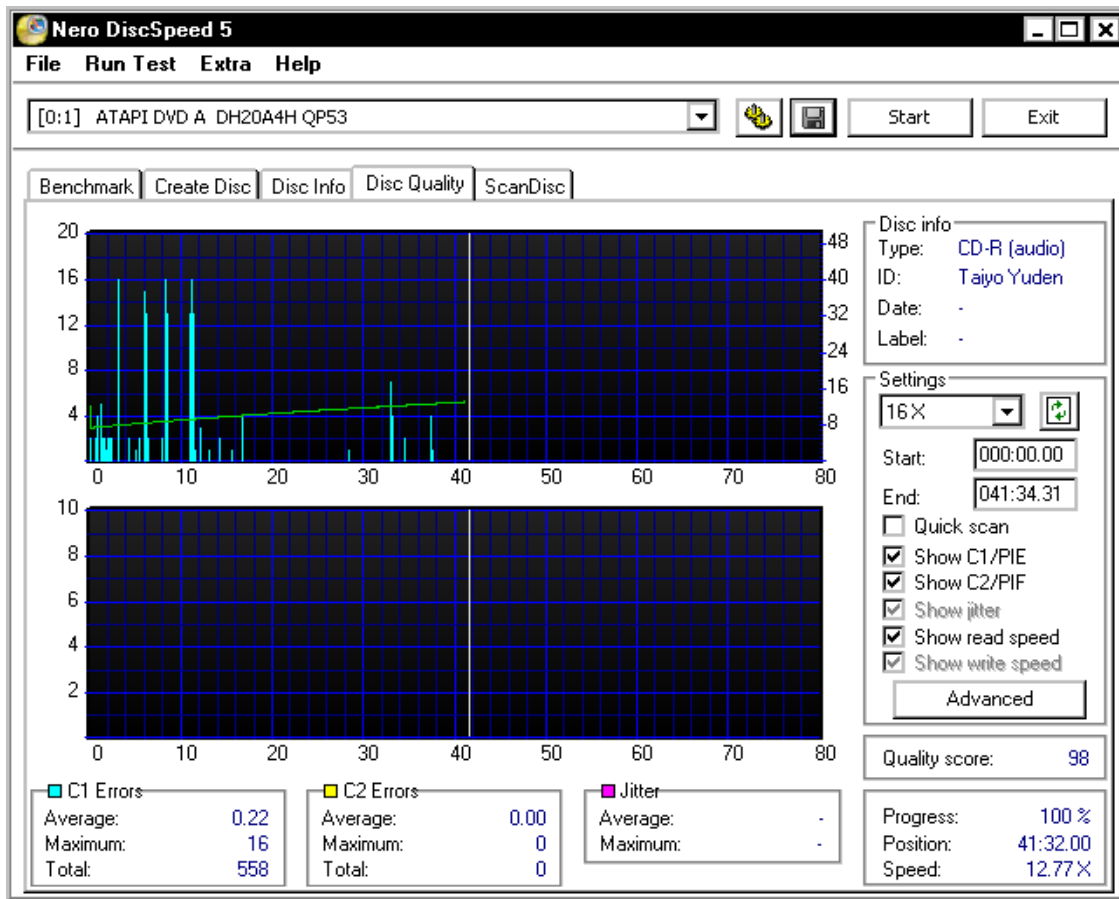 Nero DiscSpeed 5
File Run Test Extra Help
[0:1] ATAPI DVD A DH20A4H QP53 Start Exit
Benchmark Create Disc Disc Info Disc Quality ScanDisc
20 16 12 8 4
48 40 32 24 16 8
0 10 20 30 40 50 60 70 80
10 8 6 4 2
0 10 20 30 40 50 60 70 80
Disc info
Type: CD-R (audio)
ID: Taiyo Yuden
Date: -
Label: -
Settings
16 X
Start: 000:00.00
End: 041:34.31
Quick scan
Show C1/PIE
Show C2/PIF
Show jitter
Show read speed
Show write speed
Advanced
Quality score: 98
C1 Errors
Average: 0.22
Maximum: 16
Total: 558
C2 Errors
Average: 0.00
Maximum: 0
Total: 0
Jitter
Average: -
Maximum: -
Progress: 100 %
Position: 41:32.00
Speed: 12.77 X